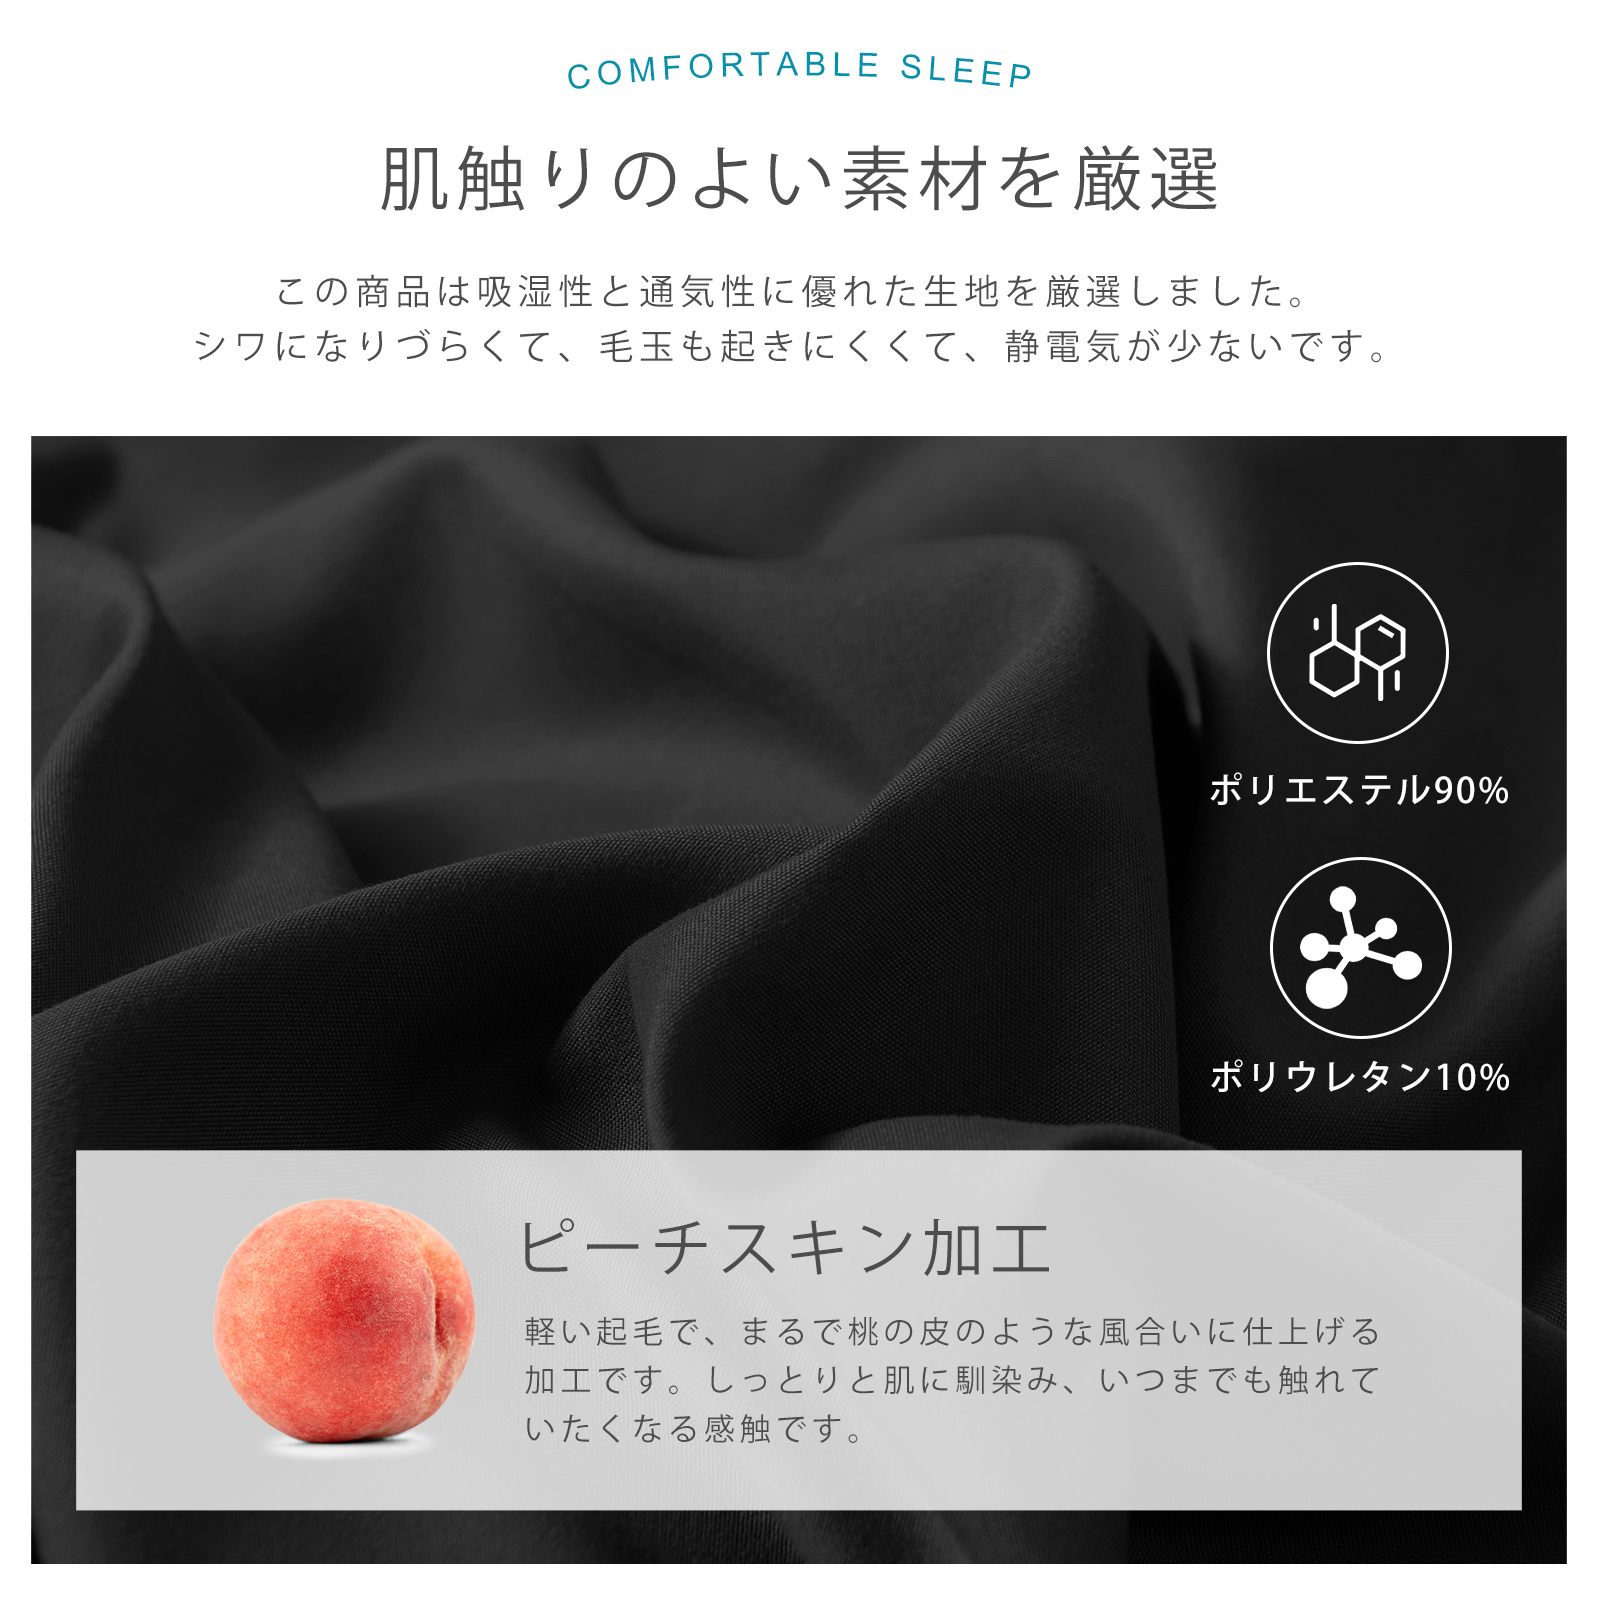 COMFORTABLE SLEEP
肌触りのよい素材を厳選
この商品は吸湿性と通気性に優れた生地を厳選しました。
シワになりづらくて、毛玉も起きにくくて、静電気が少ないです。
ポリエステル90%
ポリウレタン10%
ピーチスキン加工
軽い起毛で、まるで桃の皮のような風合いに仕上げる
加工です。しっとりと肌に馴染み、いつまでも触れて
いたくなる感触です。